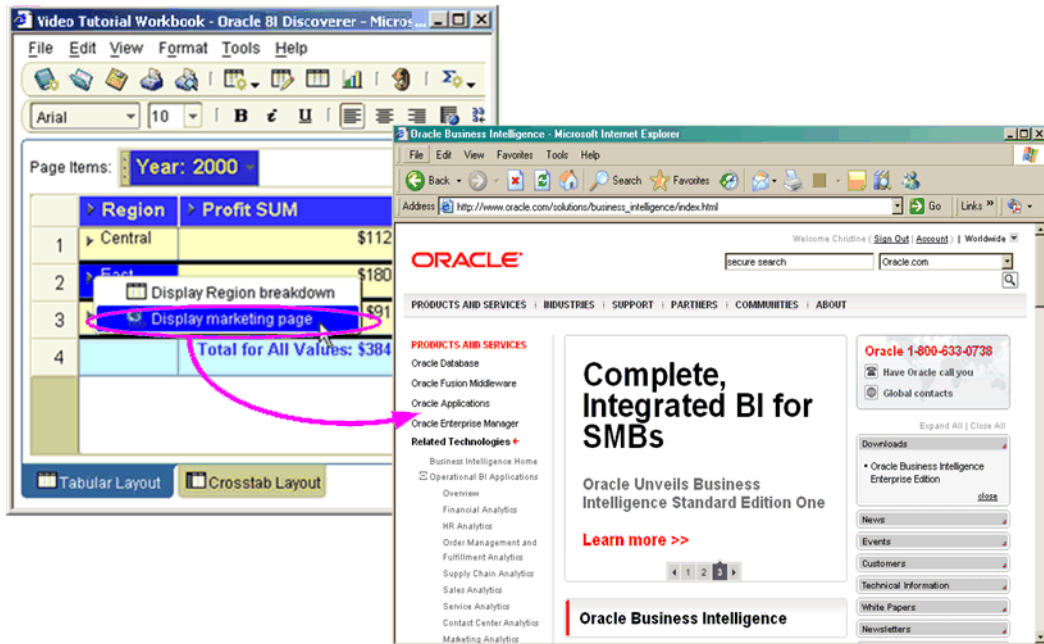 Video Tutorial Workbook - Oracle BI Discoverer - Micros...
File Edit View Format Tools Help
Arial 10 B i U
Page Items: Year: 2000
Region Profit SUM
1 Central $112
2 East $180
Display Region breakdown
3 $91
Display marketing page
4 Total for All Values: $384
Tabular Layout Crosstab Layout
Oracle Business Intelligence - Microsoft Internet Explorer
File Edit View Favorites Tools Help
Back Search Favorites
Address http://www.oracle.com/solutions/business_intelligence/index.html Go Links »
Welcome Christine ( Sign Out | Account ) | Worldwide
ORACLE
secure search Oracle.com
PRODUCTS AND SERVICES INDUSTRIES SUPPORT PARTNERS COMMUNITIES ABOUT
PRODUCTS AND SERVICES
Oracle Database
Oracle Fusion Middleware
Oracle Applications
Oracle Enterprise Manager
Related Technologies
Business Intelligence Home
Operational BI Applications
Overview
Financial Analytics
HR Analytics
Order Management and
Fulfillment Analytics
Supply Chain Analytics
Sales Analytics
Service Analytics
Contact Center Analytics
Marketing Analytics
Complete,
Integrated BI for
SMBs
Oracle Unveils Business
Intelligence Standard Edition One
Learn more >>
1 2 3
Oracle Business Intelligence
Oracle 1-800-633-0738
Have Oracle call you
Global contacts
Expand All | Close All
Downloads
• Oracle Business Intelligence
Enterprise Edition
close
News
Events
Customers
Technical Information
White Papers
Newsletters